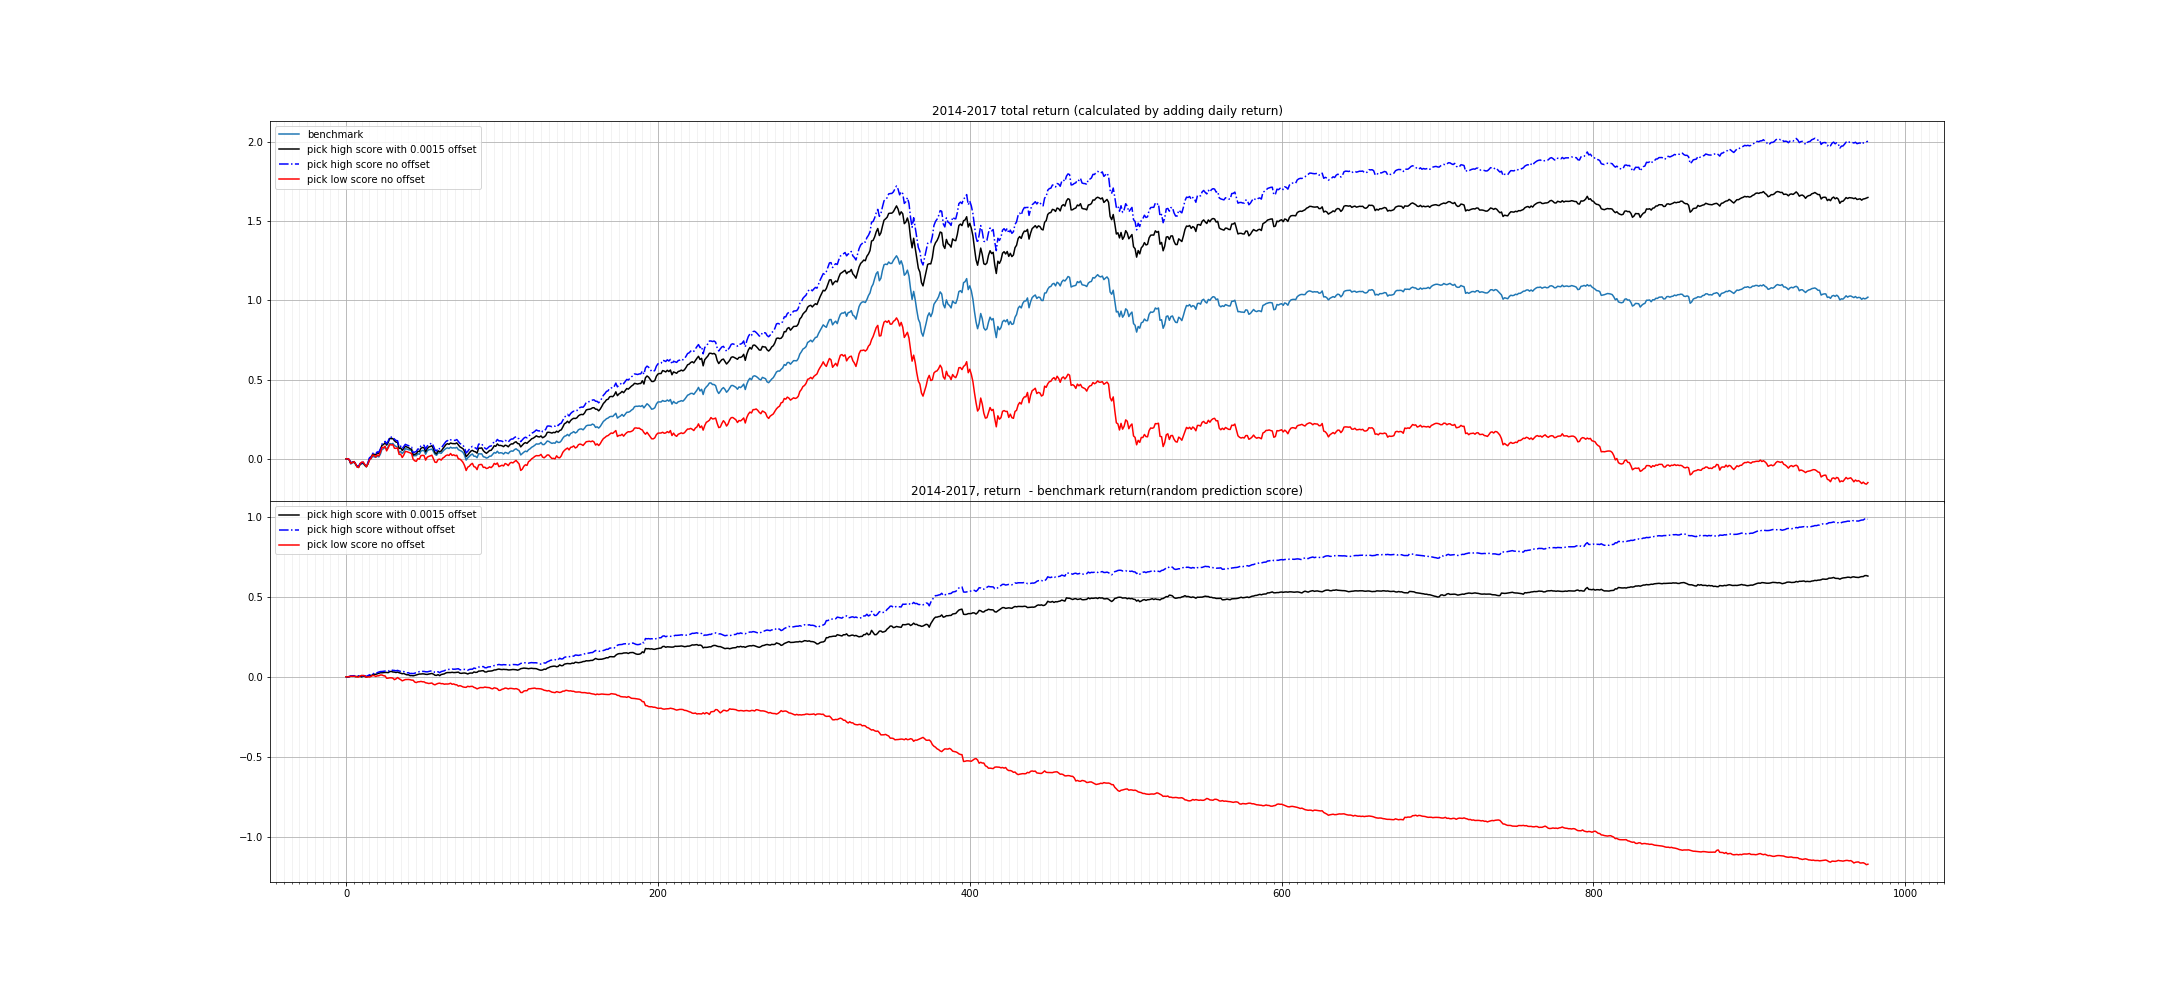 2014-2017 total return (calculated by adding daily return)
benchmark
pick high score with 0.0015 offset
pick high score no offset
pick low score no offset
2.0
1.5
1.0
0.5
0.0
2014-2017, return  - benchmark return(random prediction score)
pick high score with 0.0015 offset
pick high score without offset
pick low score no offset
1.0
0.5
0.0
−0.5
−1.0
0 200 400 600 800 1000